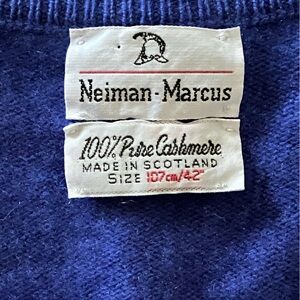 Neiman-Marcus
100% Pure Cashmere
MADE IN SCOTLAND
SIZE 107cm/42"